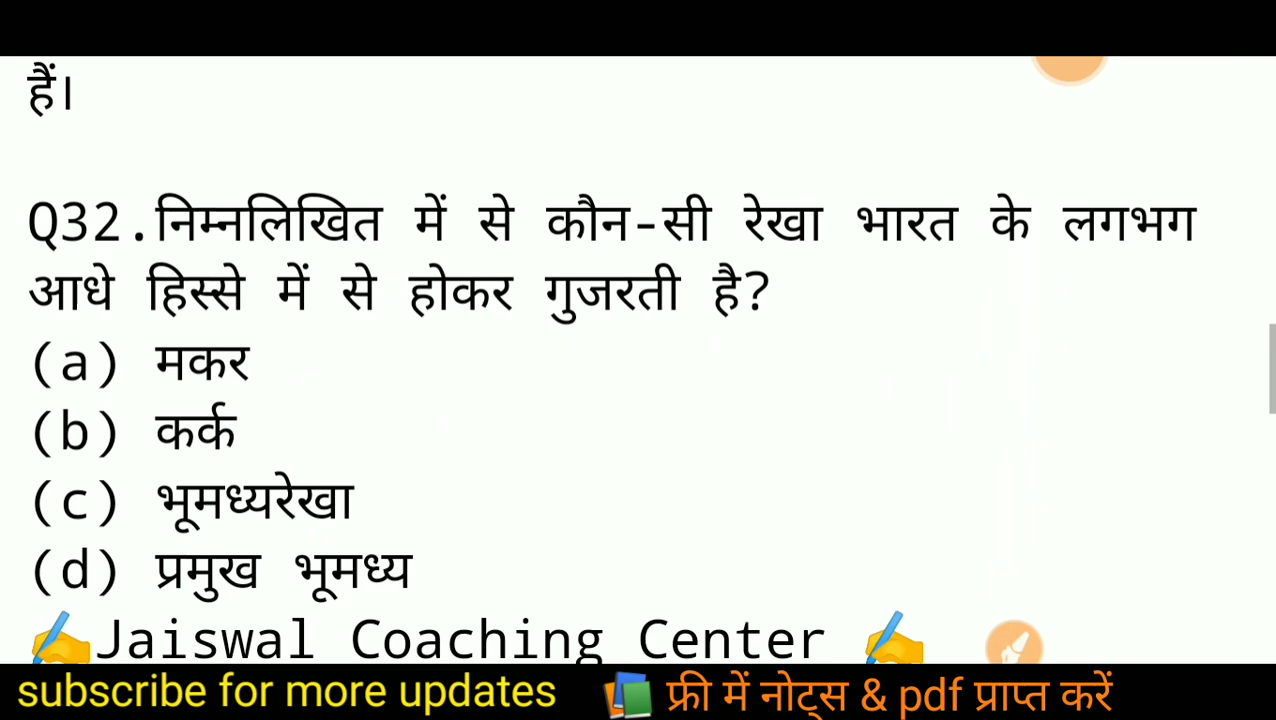 हैं।
Q32.निम्नलिखित में से कौन-सी रेखा भारत के लगभग
आधे हिस्से में से होकर गुजरती है?
(a) मकर
(b) कर्क
(c) भूमध्यरेखा
(d) प्रमुख भूमध्य
✍️Jaiswal Coaching Center ✍️
subscribe for more updates 📚 फ्री में नोट्स & pdf प्राप्त करें